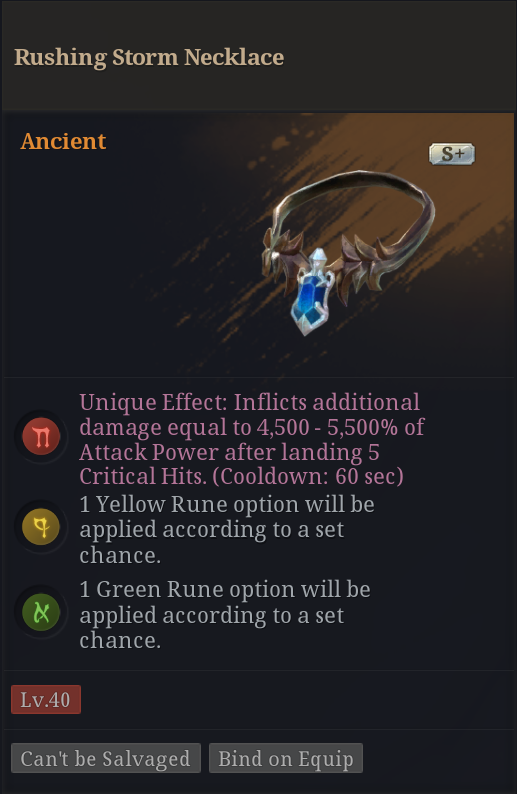 Rushing Storm Necklace
Ancient
S+
Unique Effect: Inflicts additional
damage equal to 4,500 - 5,500% of
Attack Power after landing 5
Critical Hits. (Cooldown: 60 sec)
1 Yellow Rune option will be
applied according to a set
chance.
1 Green Rune option will be
applied according to a set
chance.
Lv.40
Can't be Salvaged
Bind on Equip